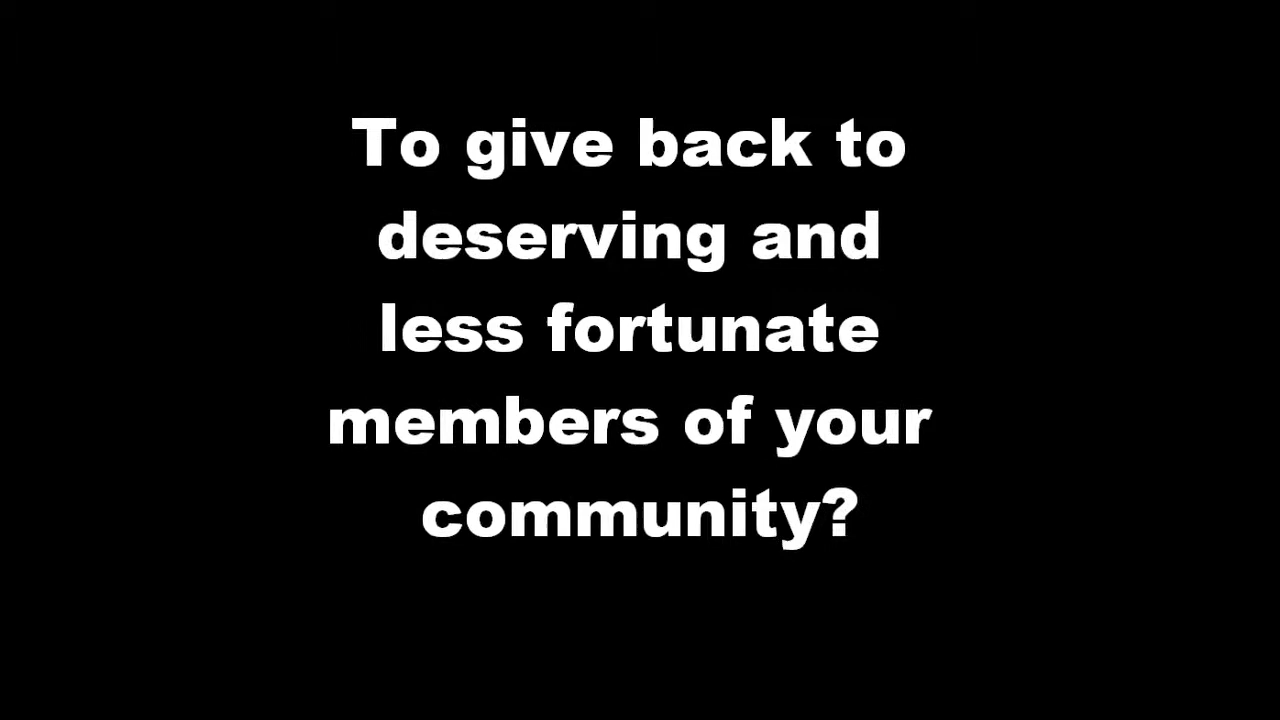 To give back to
deserving and
less fortunate
members of your
community?